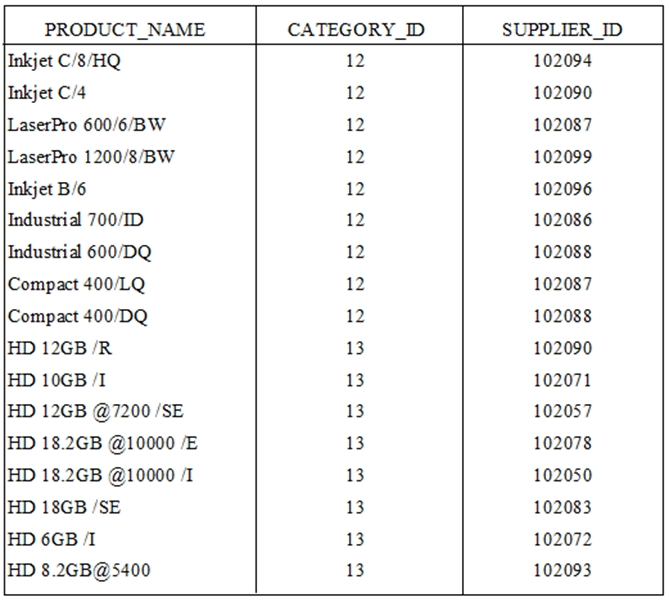 PRODUCT_NAME CATEGORY_ID SUPPLIER_ID
Inkjet C/8/HQ 12 102094
Inkjet C/4 12 102090
LaserPro 600/6/BW 12 102087
LaserPro 1200/8/BW 12 102099
Inkjet B/6 12 102096
Industrial 700/ID 12 102086
Industrial 600/DQ 12 102088
Compact 400/LQ 12 102087
Compact 400/DQ 12 102088
HD 12GB /R 13 102090
HD 10GB /I 13 102071
HD 12GB @7200 /SE 13 102057
HD 18.2GB @10000 /E 13 102078
HD 18.2GB @10000 /I 13 102050
HD 18GB /SE 13 102083
HD 6GB /I 13 102072
HD 8.2GB@5400 13 102093